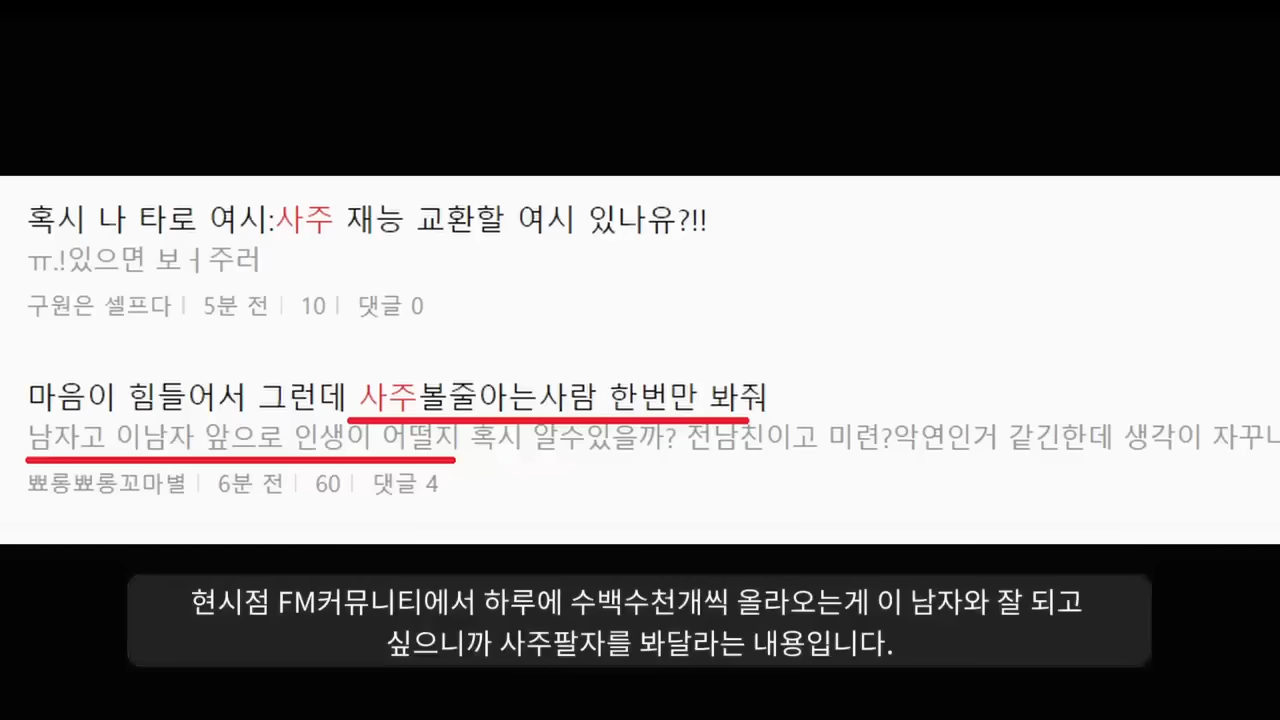 혹시 나 타로 여시:사주 재능 교환할 여시 있나유?!!
ㅠ.!있으면 보ㅕ주러
구원은 셀프다 5분 전 10 댓글 0
마음이 힘들어서 그런데 사주볼줄아는사람 한번만 봐줘
남자고 이남자 앞으로 인생이 어떨지 혹시 알수있을까? 전남친이고 미련?악연인거 같긴한데 생각이 자꾸
뾰롱뾰롱꼬마별 6분 전 60 댓글 4
현시점 FM커뮤니티에서 하루에 수백수천개씩 올라오는게 이 남자와 잘 되고
싶으니까 사주팔자를 봐달라는 내용입니다.